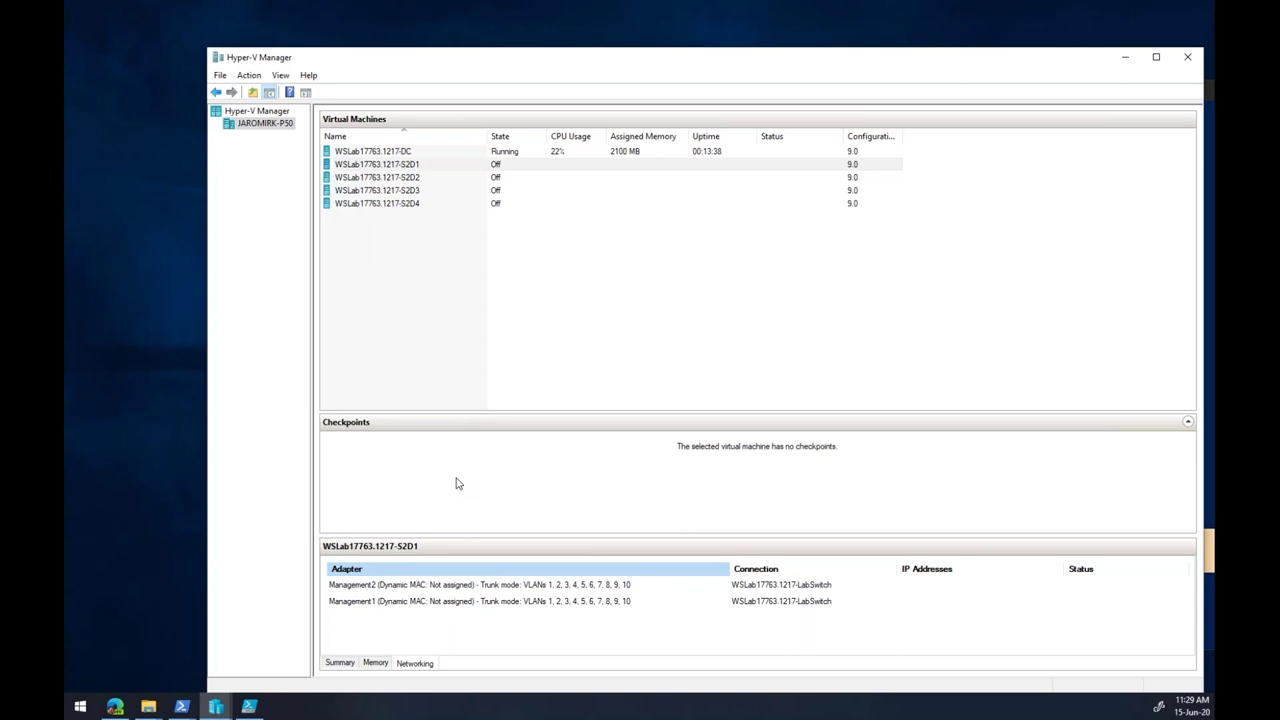 Hyper-V Manager
File Action View Help
Hyper-V Manager
JAROMIRK-P50
Virtual Machines
Name State CPU Usage Assigned Memory Uptime Status Configurati...
WSLab17763.1217-DC Running 22% 2100 MB 00:13:38 9.0
WSLab17763.1217-S2D1 Off 9.0
WSLab17763.1217-S2D2 Off 9.0
WSLab17763.1217-S2D3 Off 9.0
WSLab17763.1217-S2D4 Off 9.0
Checkpoints
The selected virtual machine has no checkpoints.
WSLab17763.1217-S2D1
Adapter Connection IP Addresses Status
Management2 (Dynamic MAC: Not assigned) - Trunk mode: VLANs 1, 2, 3, 4, 5, 6, 7, 8, 9, 10 WSLab17763.1217-LabSwitch
Management1 (Dynamic MAC: Not assigned) - Trunk mode: VLANs 1, 2, 3, 4, 5, 6, 7, 8, 9, 10 WSLab17763.1217-LabSwitch
Summary Memory Networking
11:29 AM
15-Jun-20